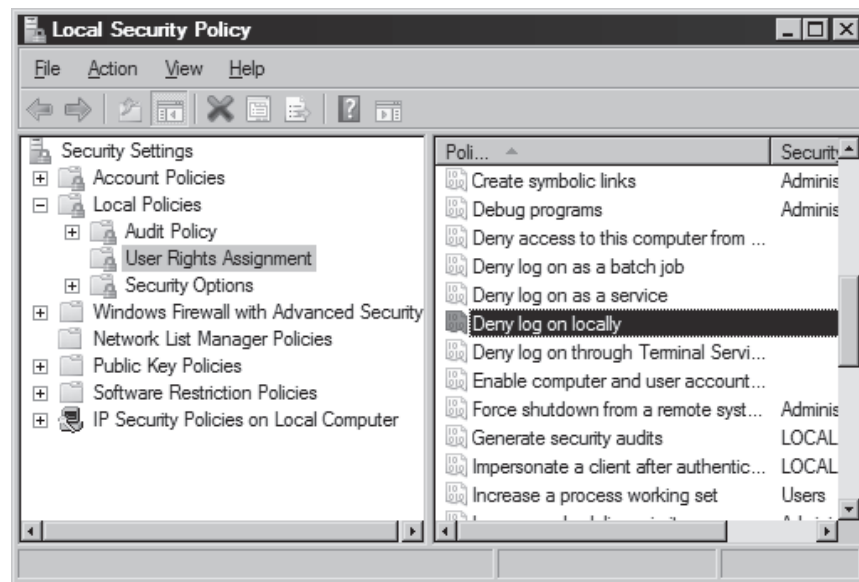 Local Security Policy
File Action View Help
Security Settings
Account Policies
Local Policies
Audit Policy
User Rights Assignment
Security Options
Windows Firewall with Advanced Security
Network List Manager Policies
Public Key Policies
Software Restriction Policies
IP Security Policies on Local Computer
Poli... Security
Create symbolic links Adminis
Debug programs Adminis
Deny access to this computer from ...
Deny log on as a batch job
Deny log on as a service
Deny log on locally
Deny log on through Terminal Servi...
Enable computer and user account...
Force shutdown from a remote syst... Adminis
Generate security audits LOCAL
Impersonate a client after authentic... LOCAL
Increase a process working set Users